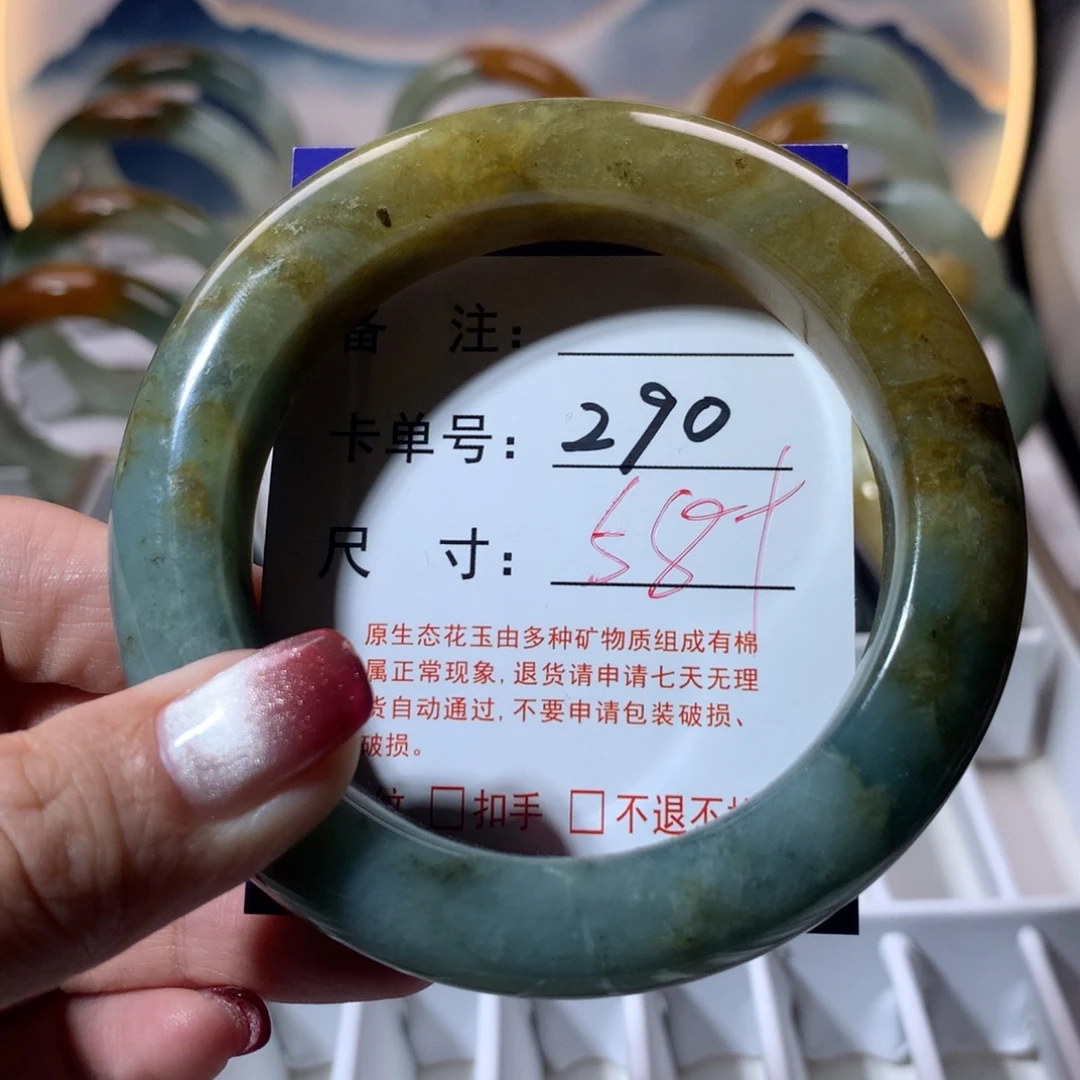 备 注:
卡单号: 290
尺 寸: 58+
原生态花玉由多种矿物质组成有棉
属正常现象, 退货请申请七天无理
货自动通过, 不要申请包装破损、
破损。
纹 □扣手 □不退不